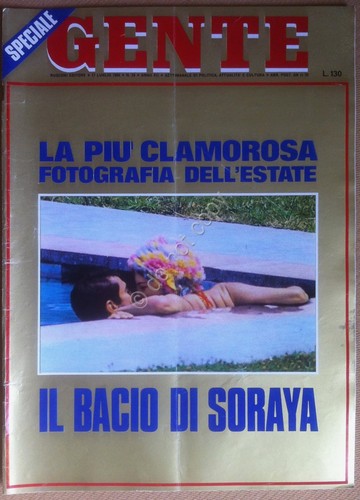 SPECIALE
GENTE
L. 130
LA PIU' CLAMOROSA
FOTOGRAFIA DELL'ESTATE
IL BACIO DI SORAYA